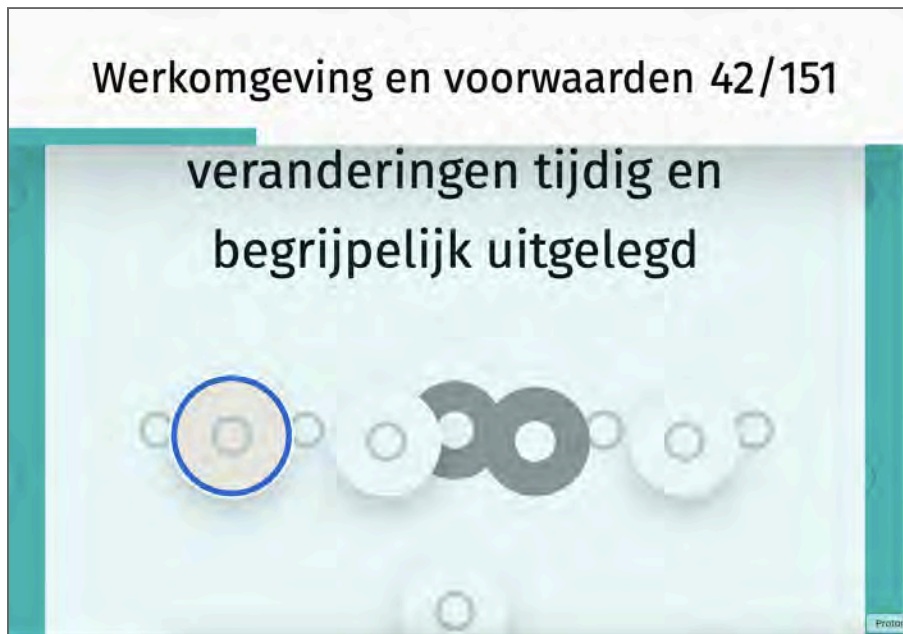 Werkomgeving en voorwaarden 42/151
veranderingen tijdig en
begrijpelijk uitgelegd